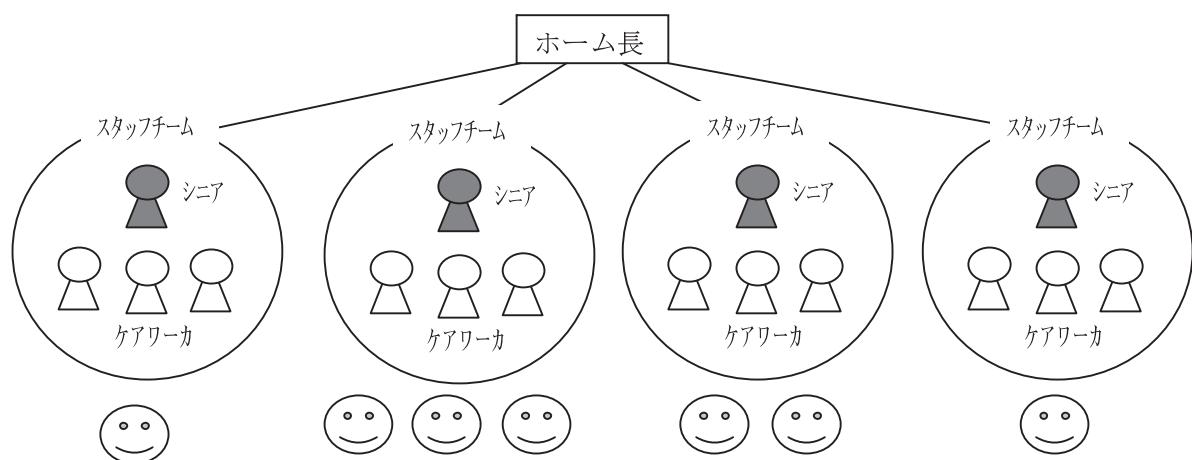 ホーム長
スタッフチーム
スタッフチーム
スタッフチーム
スタッフチーム
シニア
シニア
シニア
シニア
ケアワーカ
ケアワーカ
ケアワーカ
ケアワーカ